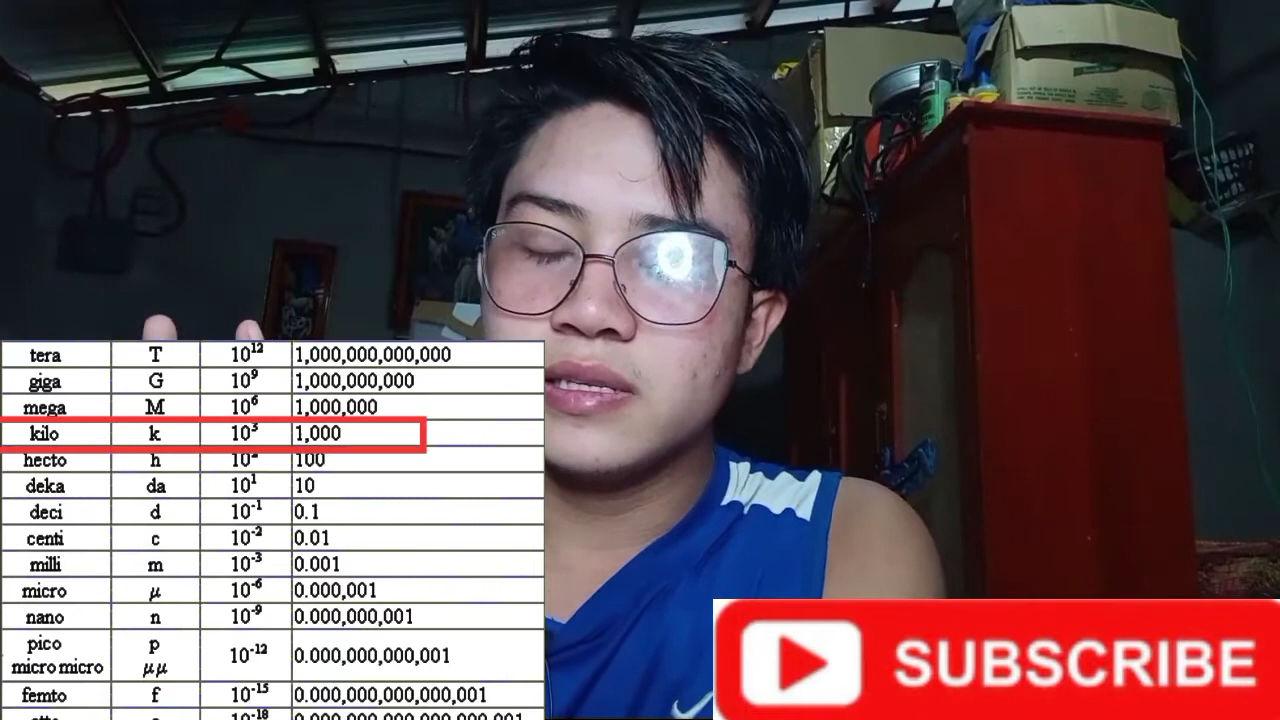 tera T 10¹² 1,000,000,000,000
giga G 10⁹ 1,000,000,000
mega M 10⁶ 1,000,000
kilo k 10³ 1,000
hecto h 10² 100
deka da 10¹ 10
deci d 10⁻¹ 0.1
centi c 10⁻² 0.01
milli m 10⁻³ 0.001
micro μ 10⁻⁶ 0.000,001
nano n 10⁻⁹ 0.000,000,001
pico p 10⁻¹² 0.000,000,000,001
micro micro μμ
femto f 10⁻¹⁵ 0.000,000,000,000,001
10⁻¹⁸
SUBSCRIBE